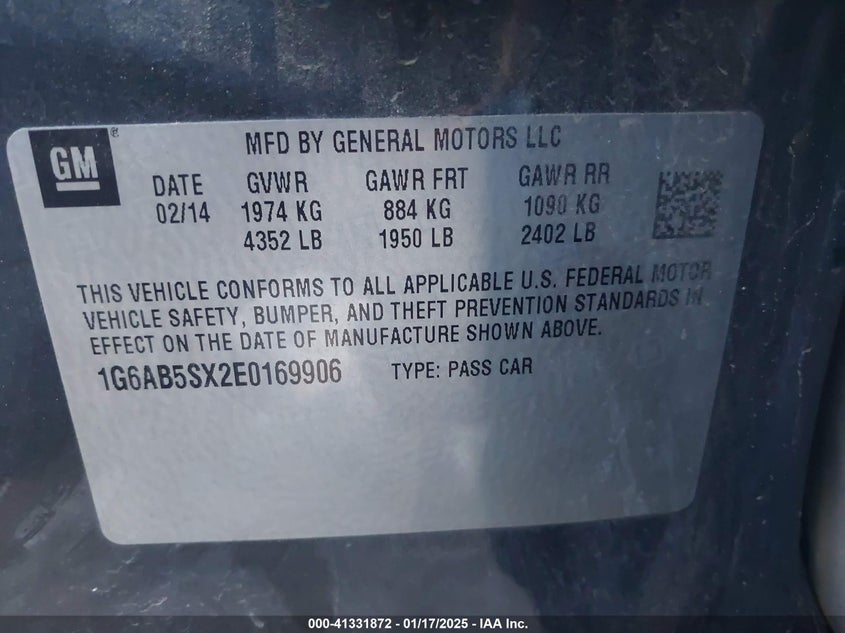 GM®
MFD BY GENERAL MOTORS LLC
DATE GVWR GAWR FRT GAWR RR
02/14 1974 KG 884 KG 1090 KG
4352 LB 1950 LB 2402 LB
THIS VEHICLE CONFORMS TO ALL APPLICABLE U.S. FEDERAL MOTOR
VEHICLE SAFETY, BUMPER, AND THEFT PREVENTION STANDARDS IN
EFFECT ON THE DATE OF MANUFACTURE SHOWN ABOVE.
1G6AB5SX2E0169906 TYPE: PASS CAR
000-41331872 - 01/17/2025 - IAA Inc.